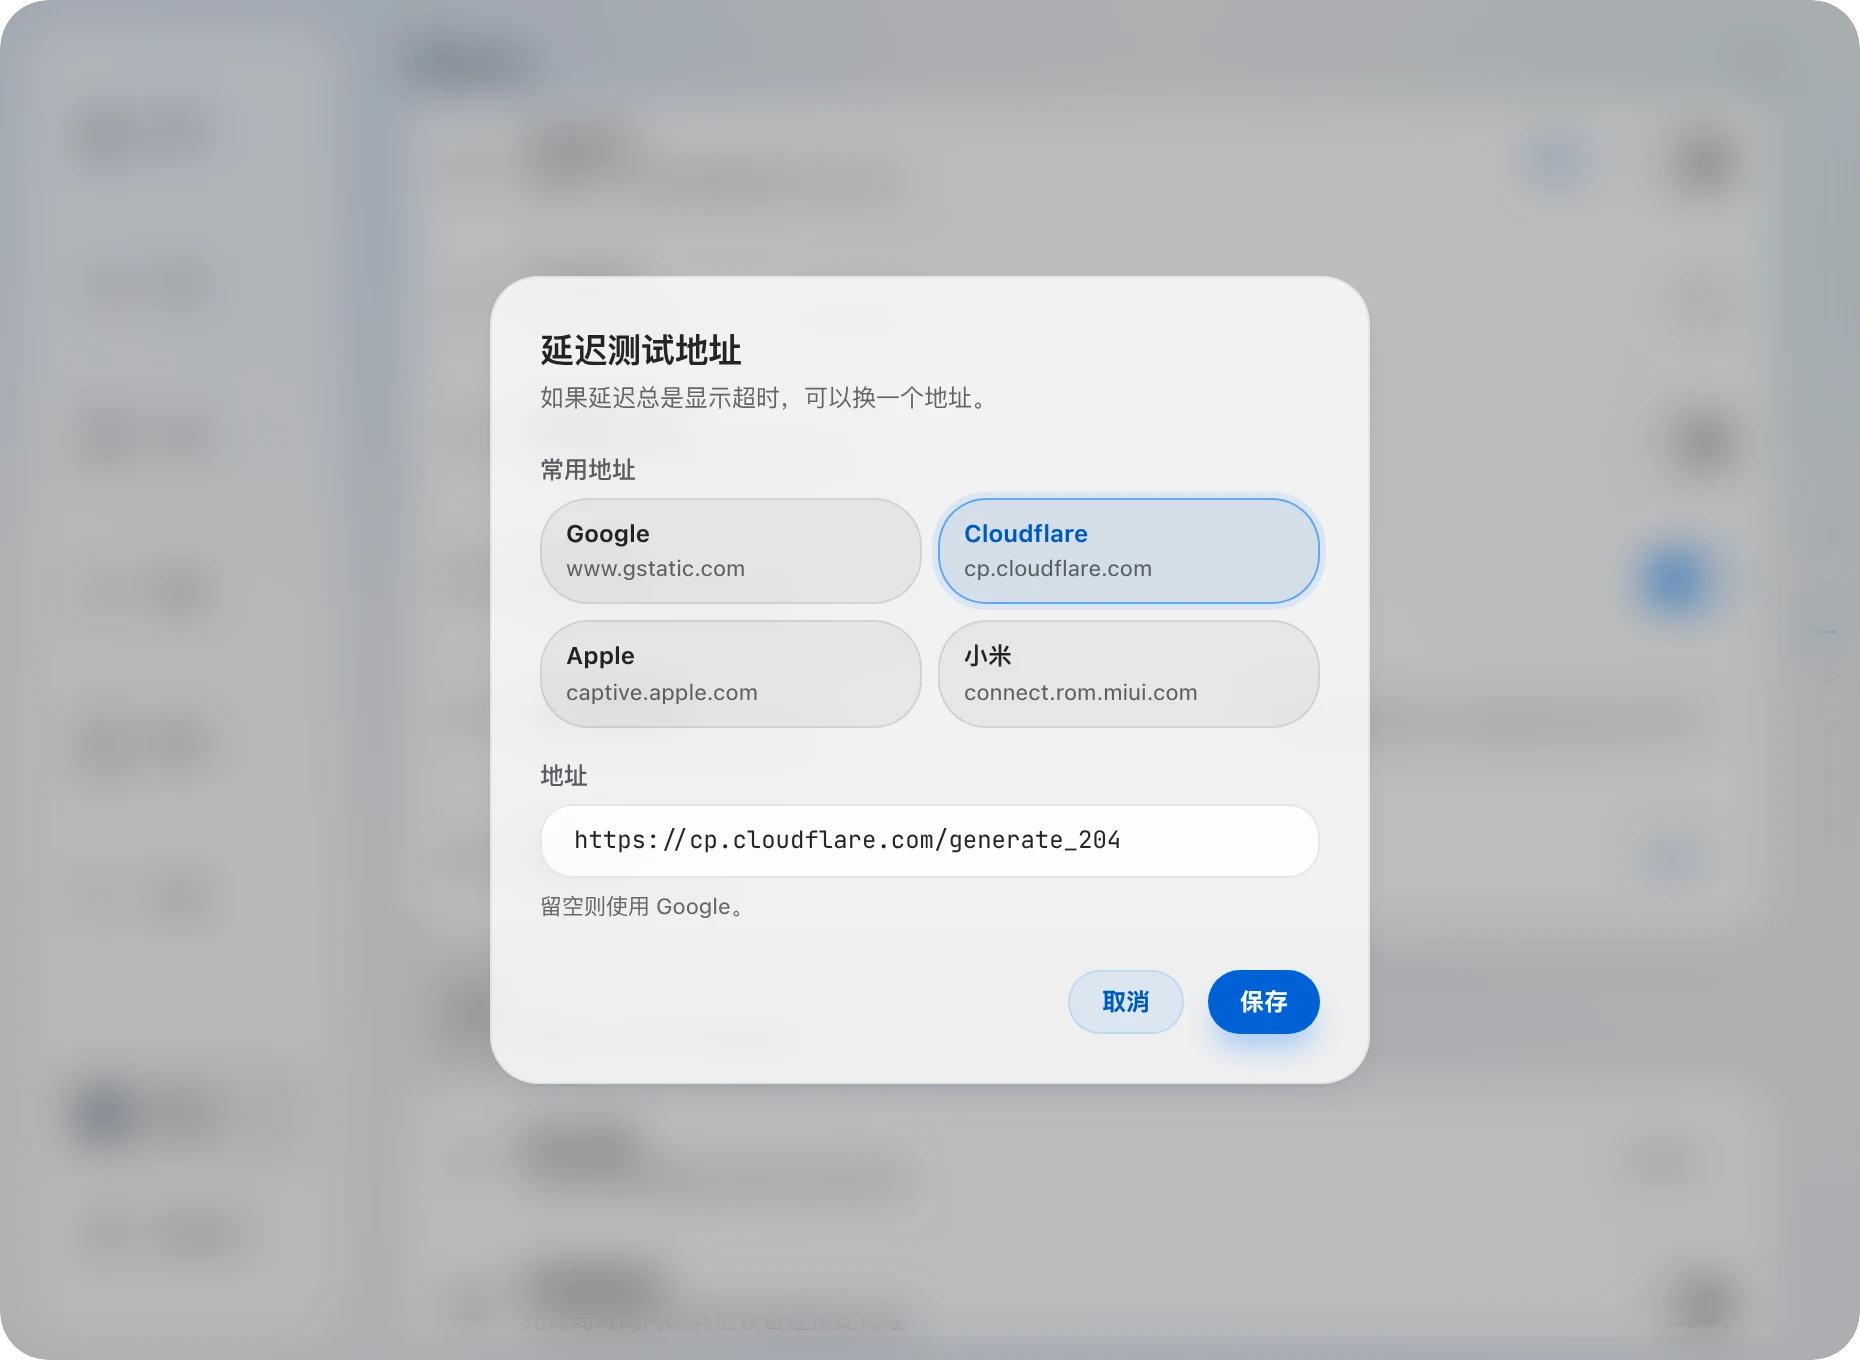 延迟测试地址
如果延迟总是显示超时，可以换一个地址。
常用地址
Google
www.gstatic.com
Cloudflare
cp.cloudflare.com
Apple
captive.apple.com
小米
connect.rom.miui.com
地址
https://cp.cloudflare.com/generate_204
留空则使用 Google。
取消
保存